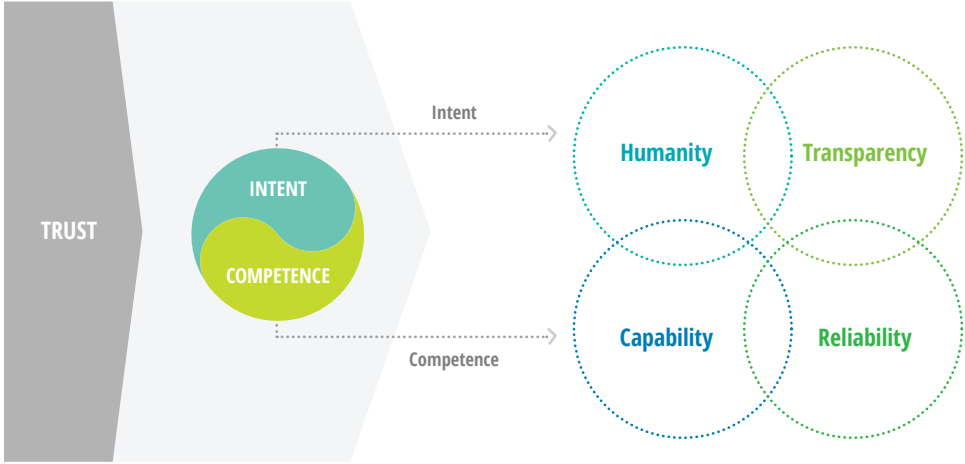 TRUST
INTENT
COMPETENCE
Intent
Competence
Humanity
Transparency
Capability
Reliability